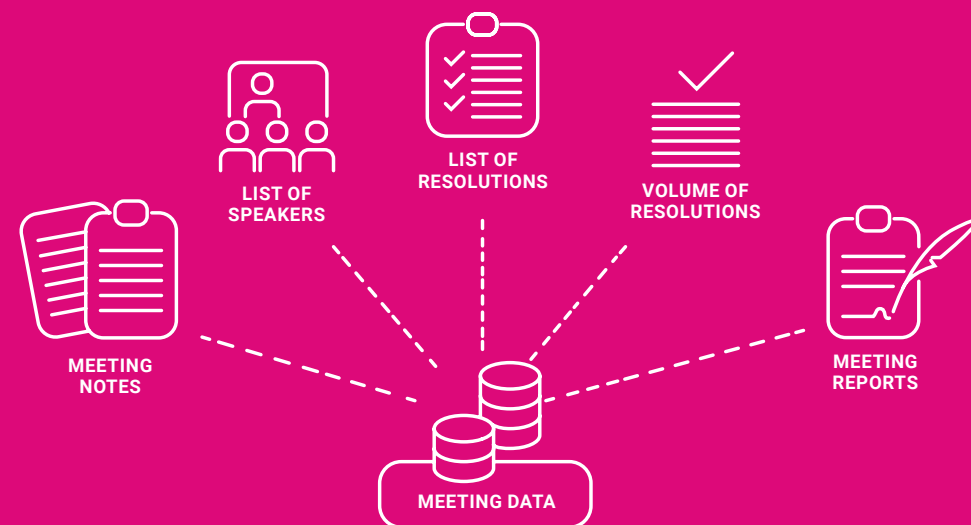 LIST OF
RESOLUTIONS
LIST OF
SPEAKERS
VOLUME OF
RESOLUTIONS
MEETING
NOTES
MEETING
REPORTS
MEETING DATA